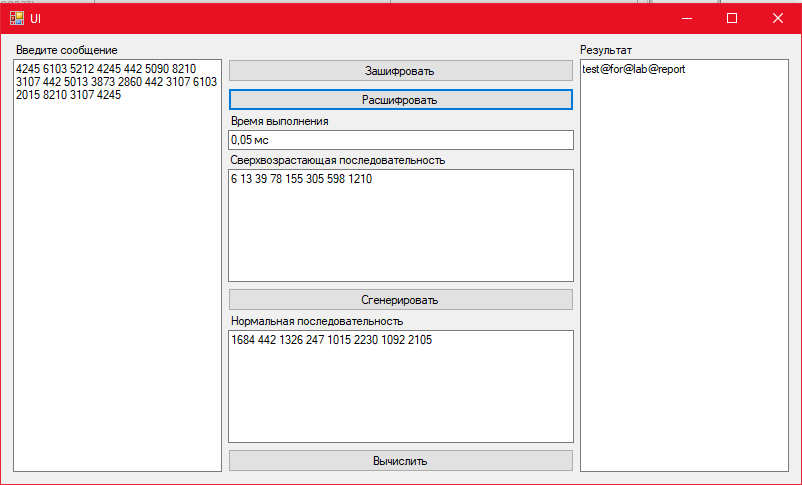 UI
Введите сообщение
4245 6103 5212 4245 442 5090 8210
3107 442 5013 3873 2860 442 3107 6103
2015 8210 3107 4245
Зашифровать
Расшифровать
Время выполнения
0,05 мс
Сверхвозрастающая последовательность
6 13 39 78 155 305 598 1210
Сгенерировать
Нормальная последовательность
1684 442 1326 247 1015 2230 1092 2105
Вычислить
Результат
test@for@lab@report